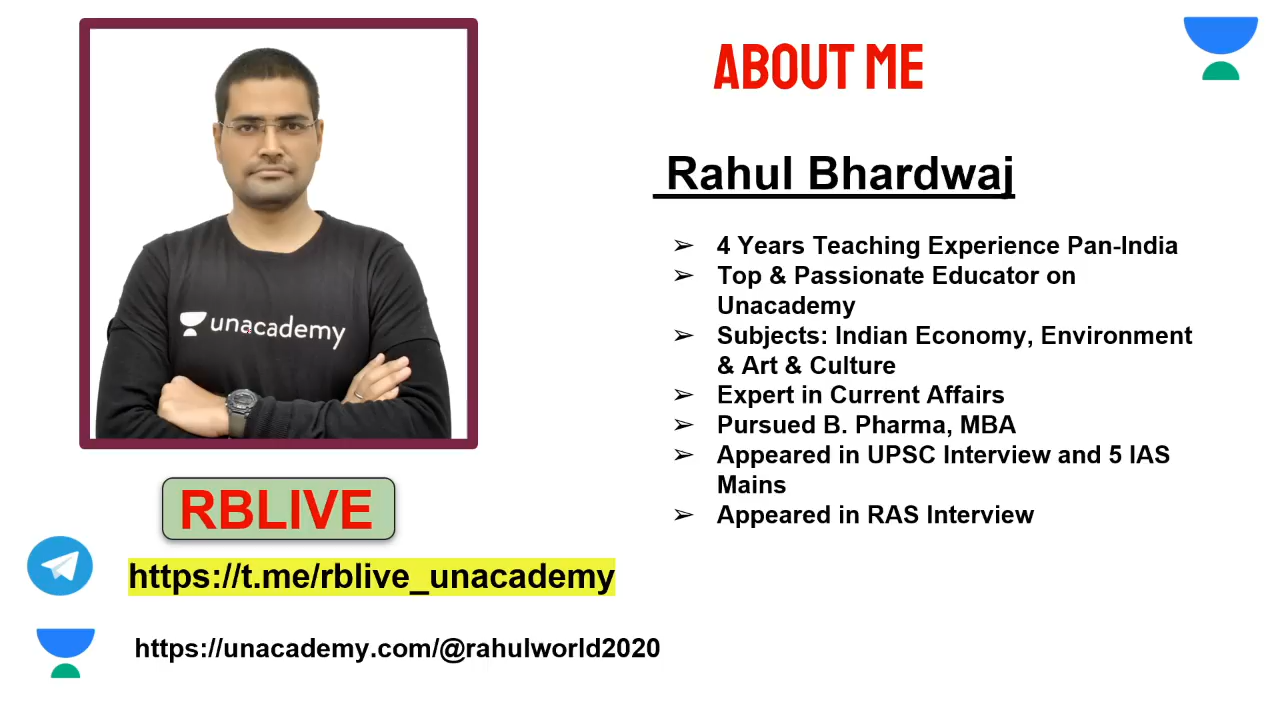 ABOUT ME
Rahul Bhardwaj
➢ 4 Years Teaching Experience Pan-India
➢ Top & Passionate Educator on
Unacademy
➢ Subjects: Indian Economy, Environment
& Art & Culture
➢ Expert in Current Affairs
➢ Pursued B. Pharma, MBA
➢ Appeared in UPSC Interview and 5 IAS
Mains
➢ Appeared in RAS Interview
unacademy
RBLIVE
https://t.me/rblive_unacademy
https://unacademy.com/@rahulworld2020